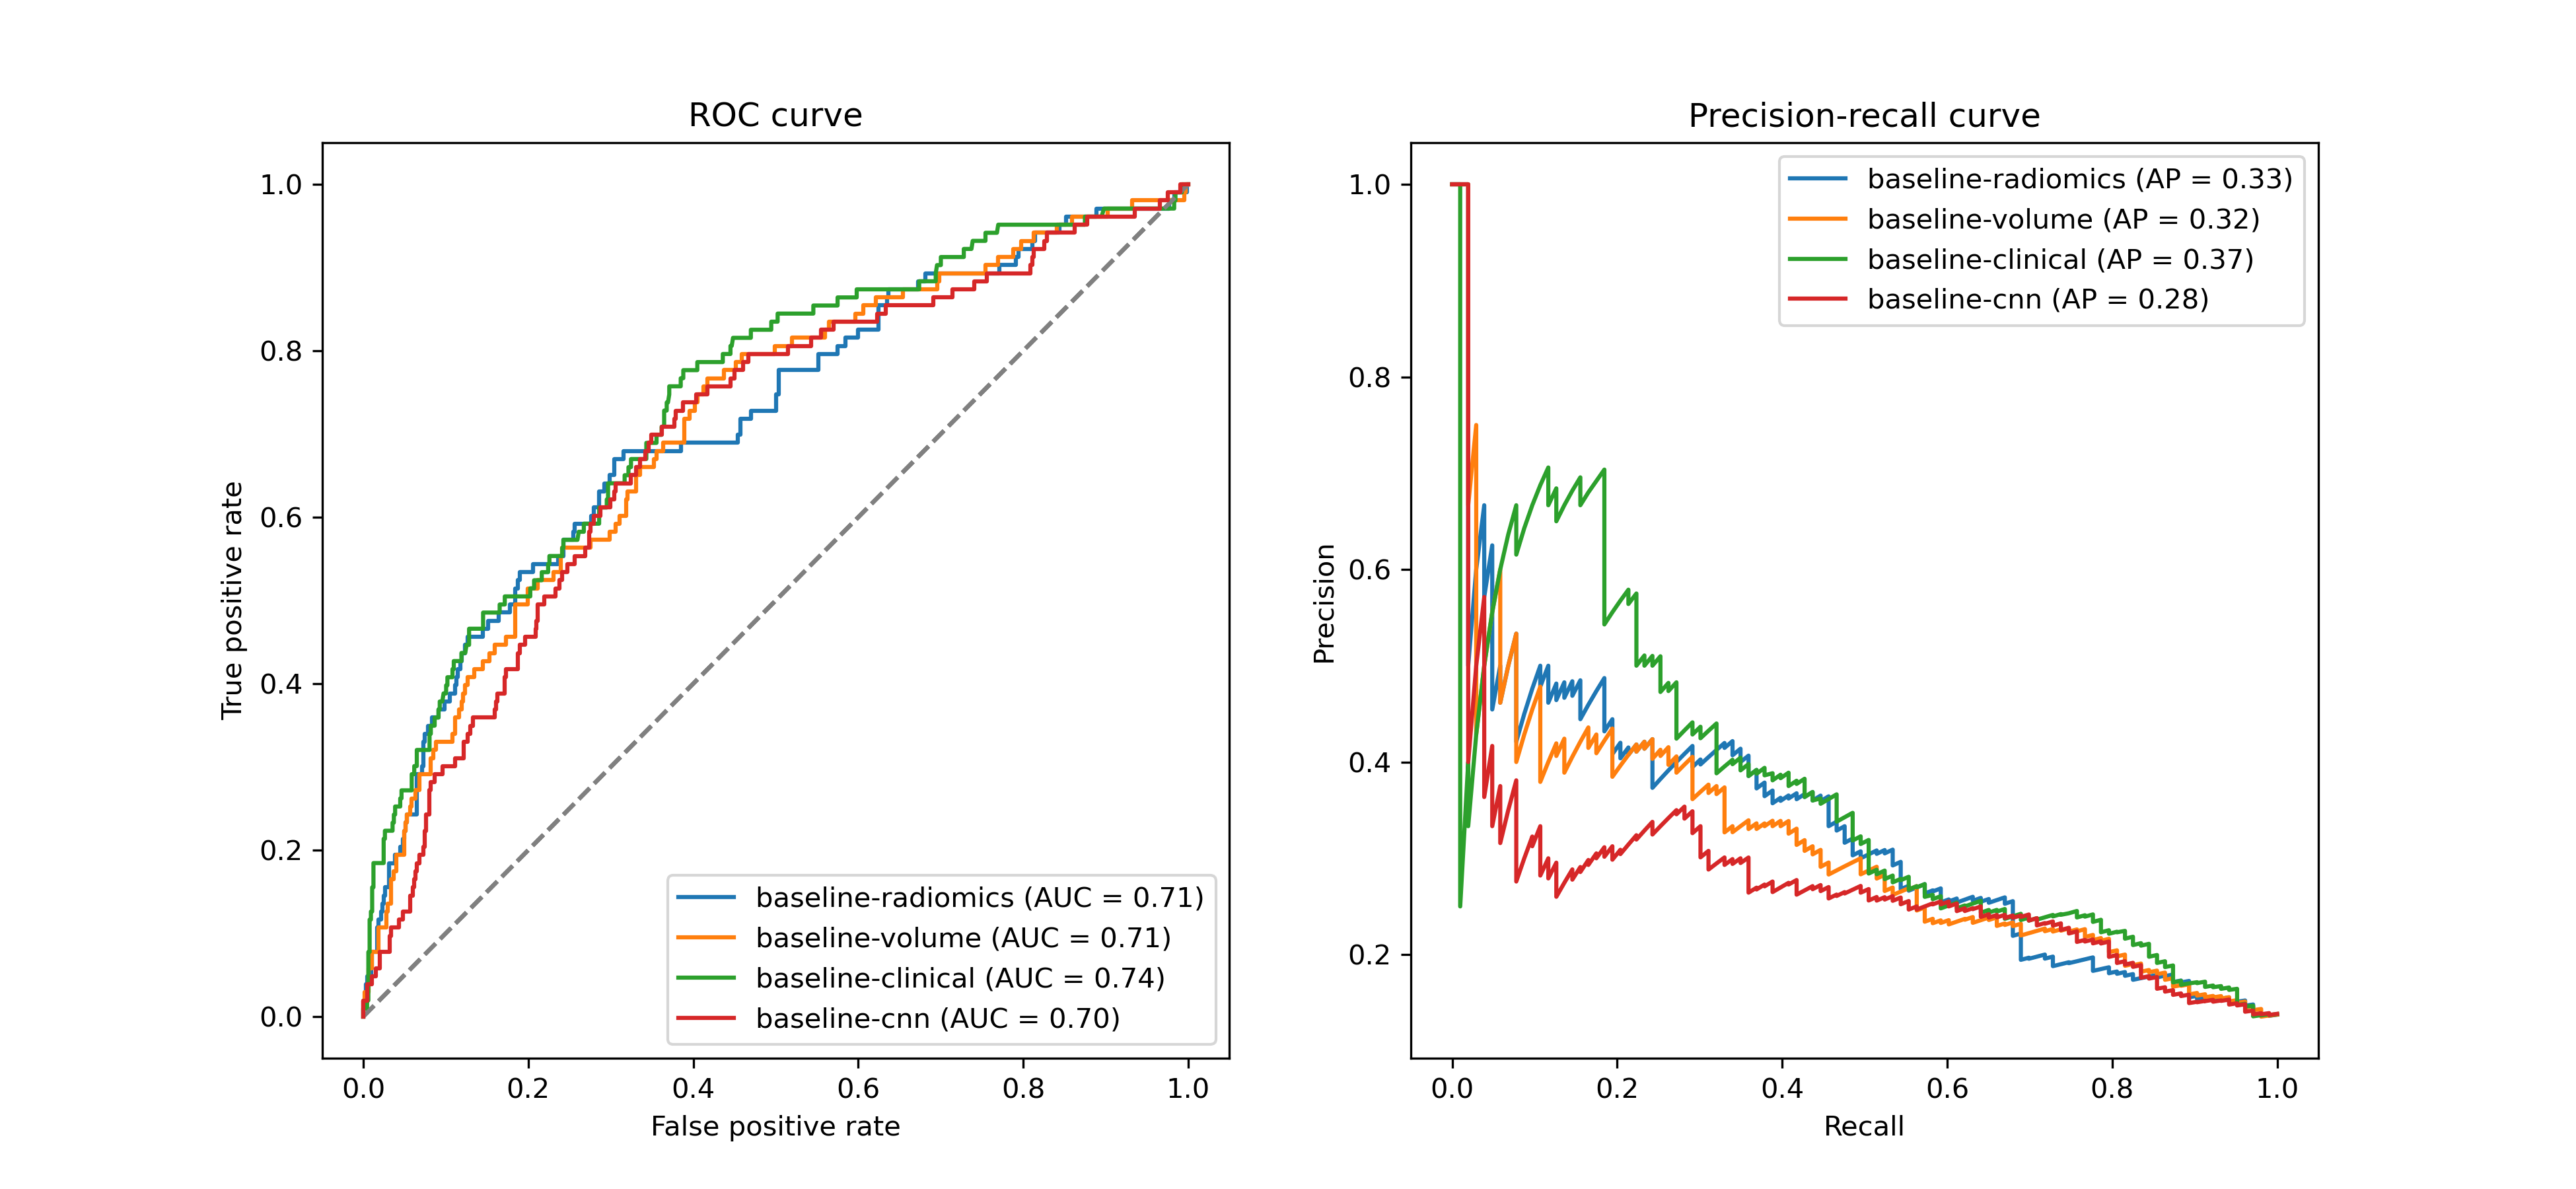 ROC curve
1.0
0.8
0.6
0.4
0.2
0.0
True positive rate
baseline-radiomics (AUC = 0.71)
baseline-volume (AUC = 0.71)
baseline-clinical (AUC = 0.74)
baseline-cnn (AUC = 0.70)
0.0 0.2 0.4 0.6 0.8 1.0
False positive rate
Precision-recall curve
1.0
0.8
0.6
0.4
0.2
Precision
baseline-radiomics (AP = 0.33)
baseline-volume (AP = 0.32)
baseline-clinical (AP = 0.37)
baseline-cnn (AP = 0.28)
0.0 0.2 0.4 0.6 0.8 1.0
Recall